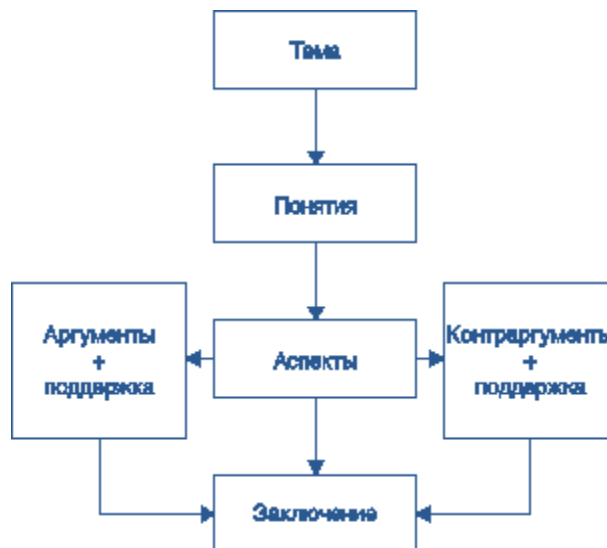 Тема
Понятия
Аргументы
+
поддержка
Аспекты
Контраргументы
+
поддержка
Заключение